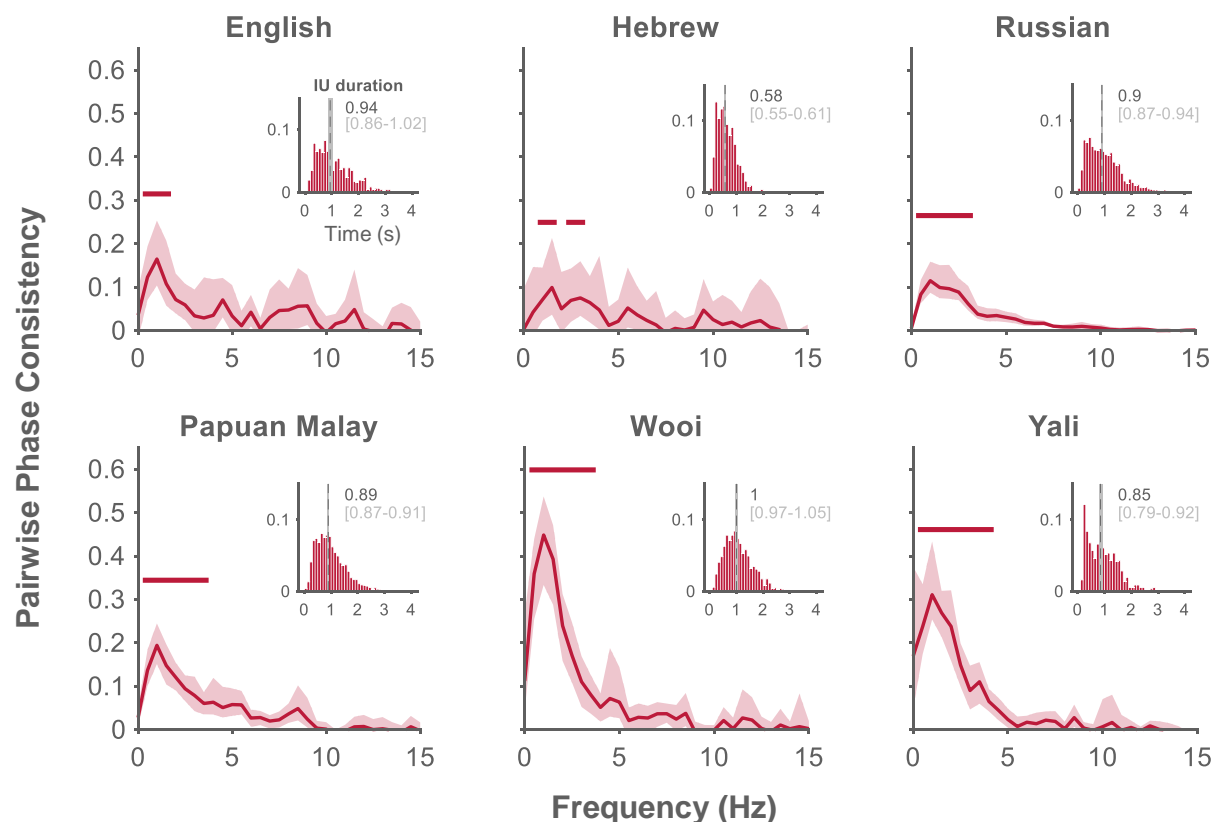 English
Hebrew
Russian
Pairwise Phase Consistency
0.6
0.5
0.4
0.3
0.2
0.1
0
0 5 10 15
IU duration
0.94
[0.86-1.02]
0.1
0
0 1 2 3 4
Time (s)
0 5 10 15
0.58
[0.55-0.61]
0.1
0
0 1 2 3 4
0 5 10 15
0.9
[0.87-0.94]
0.1
0
0 1 2 3 4
Papuan Malay
Wooi
Yali
0.6
0.5
0.4
0.3
0.2
0.1
0
0 5 10 15
0.89
[0.87-0.91]
0.1
0
0 1 2 3 4
0 5 10 15
1
[0.97-1.05]
0.1
0
0 1 2 3 4
0 5 10 15
0.85
[0.79-0.92]
0.1
0
0 1 2 3 4
Frequency (Hz)